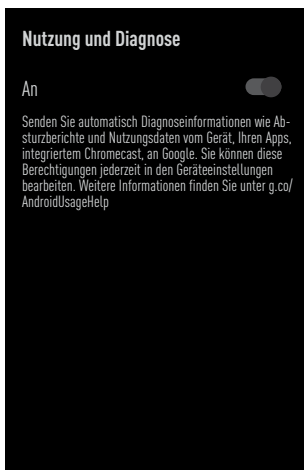 Nutzung und Diagnose
An
Senden Sie automatisch Diagnoseinformationen wie Ab-
sturzberichte und Nutzungsdaten vom Gerät, Ihren Apps,
integriertem Chromecast, an Google. Sie können diese
Berechtigungen jederzeit in den Geräteeinstellungen
bearbeiten. Weitere Informationen finden Sie unter g.co/
AndroidUsageHelp